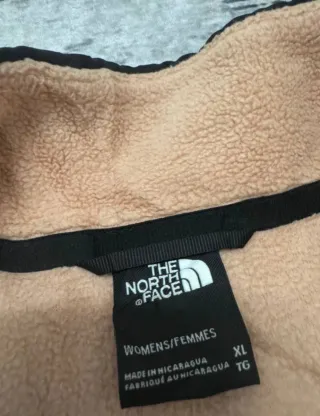 THE
NORTH
FACE
WOMENS/FEMMES
MADE IN NICARAGUA XL
FABRIQUÉ AU NICARAGUA TG